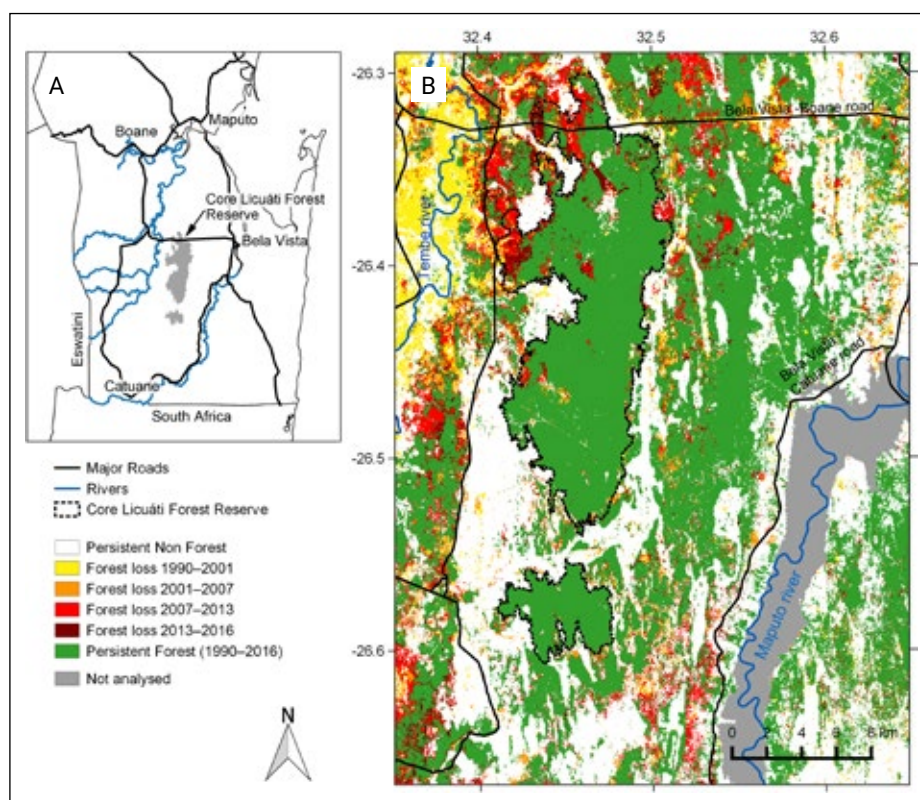 A
Boane
Maputo
Core Licuáti Forest
Reserve
Bela Vista
Eswatini
Catuane
South Africa
Major Roads
Rivers
Core Licuáti Forest Reserve
Persistent Non Forest
Forest loss 1990–2001
Forest loss 2001–2007
Forest loss 2007–2013
Forest loss 2013–2016
Persistent Forest (1990–2016)
Not analysed
N
32.4
32.5
32.6
-26.3
-26.4
-26.5
-26.6
B
Bela Vista -Boane road
Tembe river
Bela Vista -
Catuane road
Maputo river
0 2 4 6 8 km